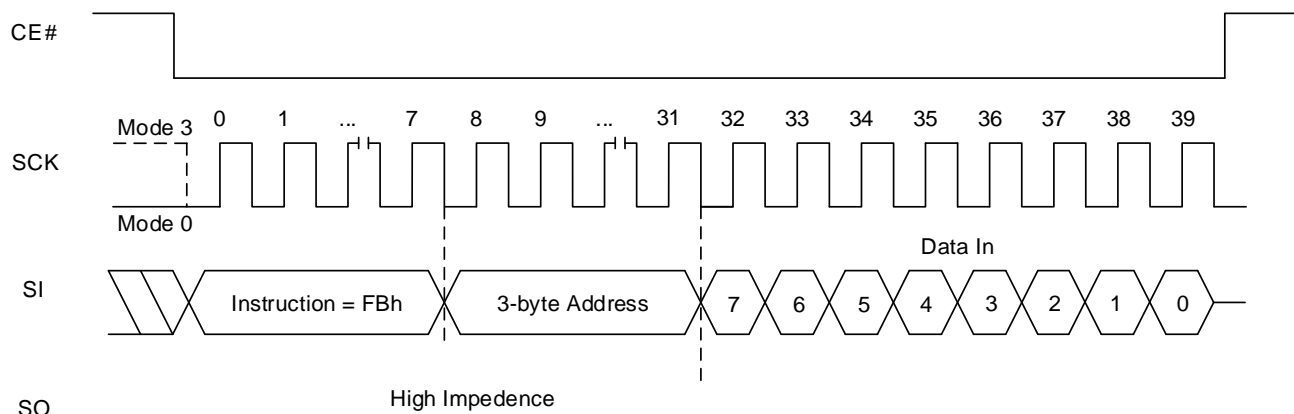 CE#
Mode 3
0 1 ... 7 8 9 ... 31 32 33 34 35 36 37 38 39
SCK
Mode 0
Data In
SI
Instruction = FBh
3-byte Address
7 6 5 4 3 2 1 0
High Impedence
SO